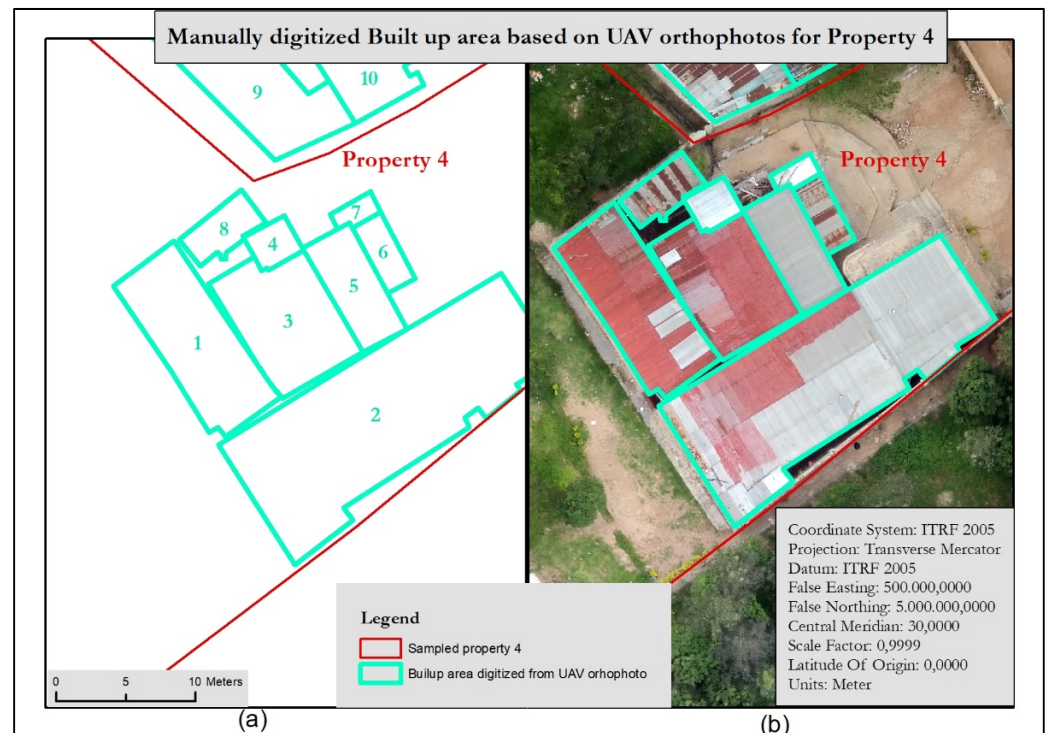 Manually digitized Built up area based on UAV orthophotos for Property 4
9
10
Property 4
Property 4
8
7
4
6
5
3
1
2
Coordinate System: ITRF 2005
Projection: Transverse Mercator
Datum: ITRF 2005
False Easting: 500.000,0000
False Northing: 5.000.000,0000
Central Meridian: 30,0000
Scale Factor: 0,9999
Latitude Of Origin: 0,0000
Units: Meter
Legend
Sampled property 4
Builup area digitized from UAV orhophoto
0 5 10 Meters
(a)
(b)